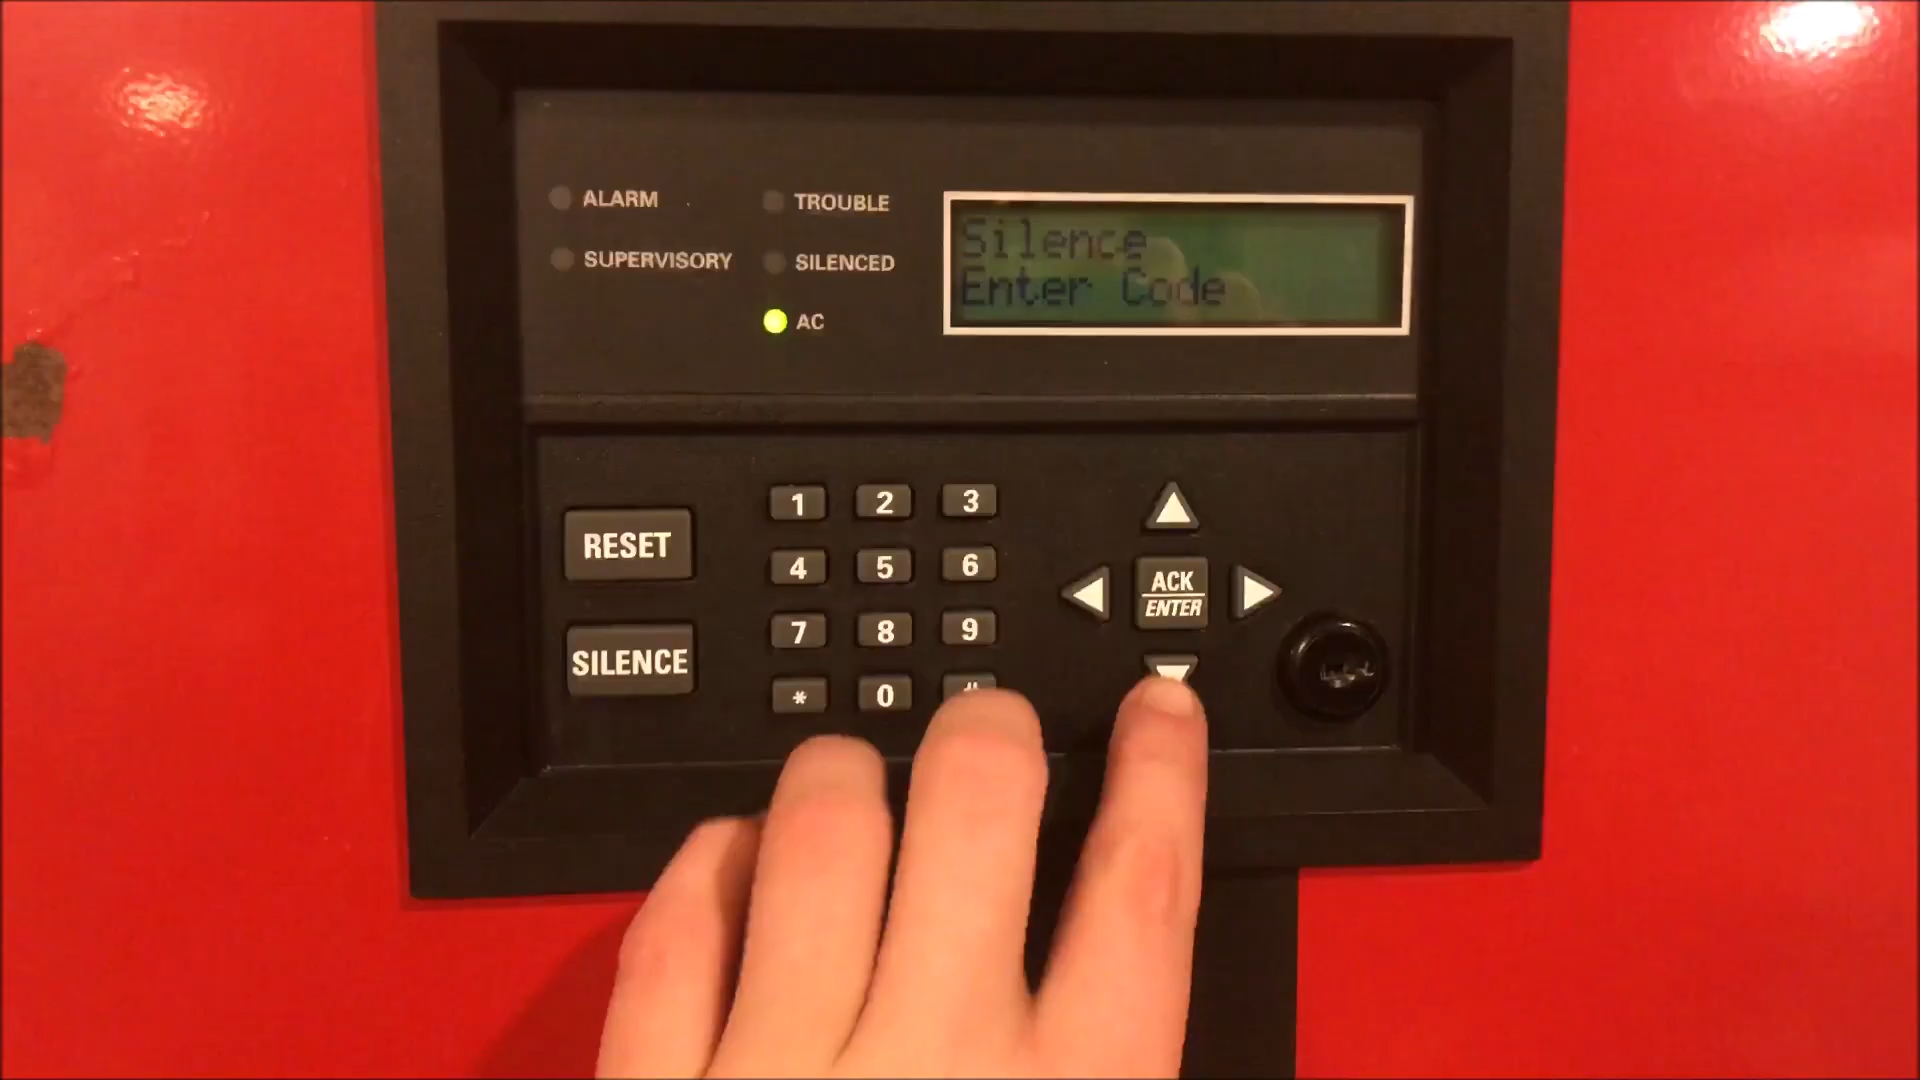 ALARM
TROUBLE
SUPERVISORY
SILENCED
AC
Silence
Enter Code
RESET
SILENCE
1 2 3
4 5 6
7 8 9
* 0
ACK
ENTER